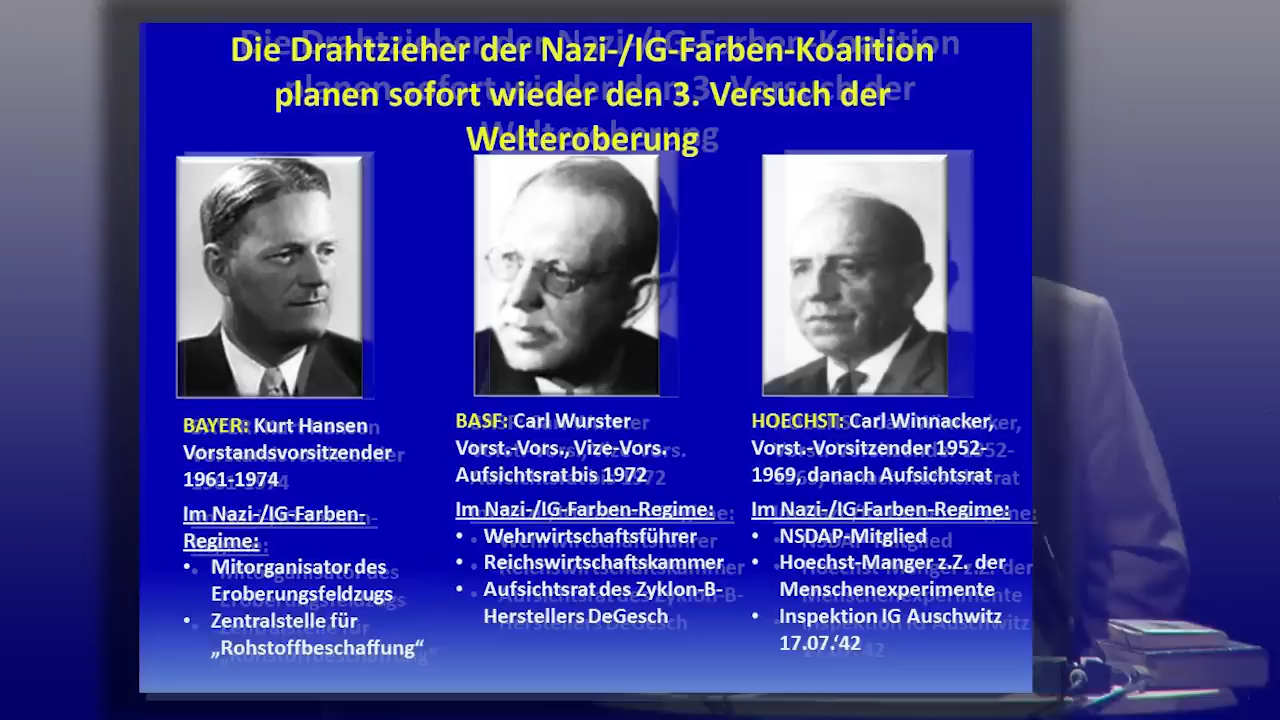 Die Drahtzieher der Nazi-/IG-Farben-Koalition
planen sofort wieder den 3. Versuch der
Welteroberung
BAYER: Kurt Hansen
Vorstandsvorsitzender
1961-1974
Im Nazi-/IG-Farben-
Regime:
• Mitorganisator des
Eroberungsfeldzugs
• Zentralstelle für
„Rohstoffbeschaffung“
BASF: Carl Wurster
Vorst.-Vors., Vize-Vors.
Aufsichtsrat bis 1972
Im Nazi-/IG-Farben-Regime:
• Wehrwirtschaftsführer
• Reichswirtschaftskammer
• Aufsichtsrat des Zyklon-B-
Herstellers DeGesch
HOECHST: Carl Winnacker,
Vorst.-Vorsitzender 1952-
1969, danach Aufsichtsrat
Im Nazi-/IG-Farben-Regime:
• NSDAP-Mitglied
• Hoechst-Manger z.Z. der
Menschenexperimente
• Inspektion IG Auschwitz
17.07.‘42